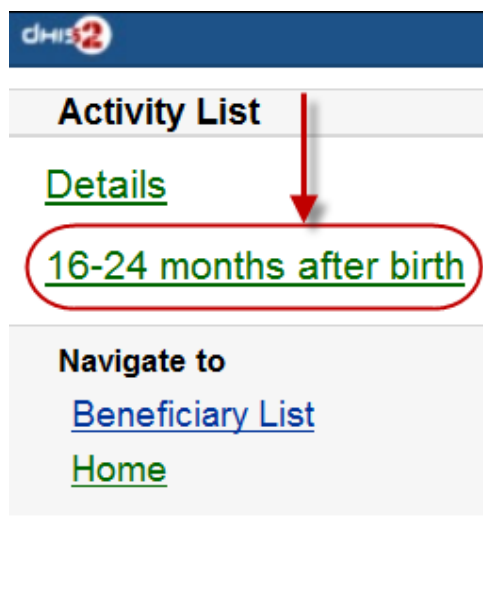 dHIS2
Activity List
Details
16-24 months after birth
Navigate to
Beneficiary List
Home